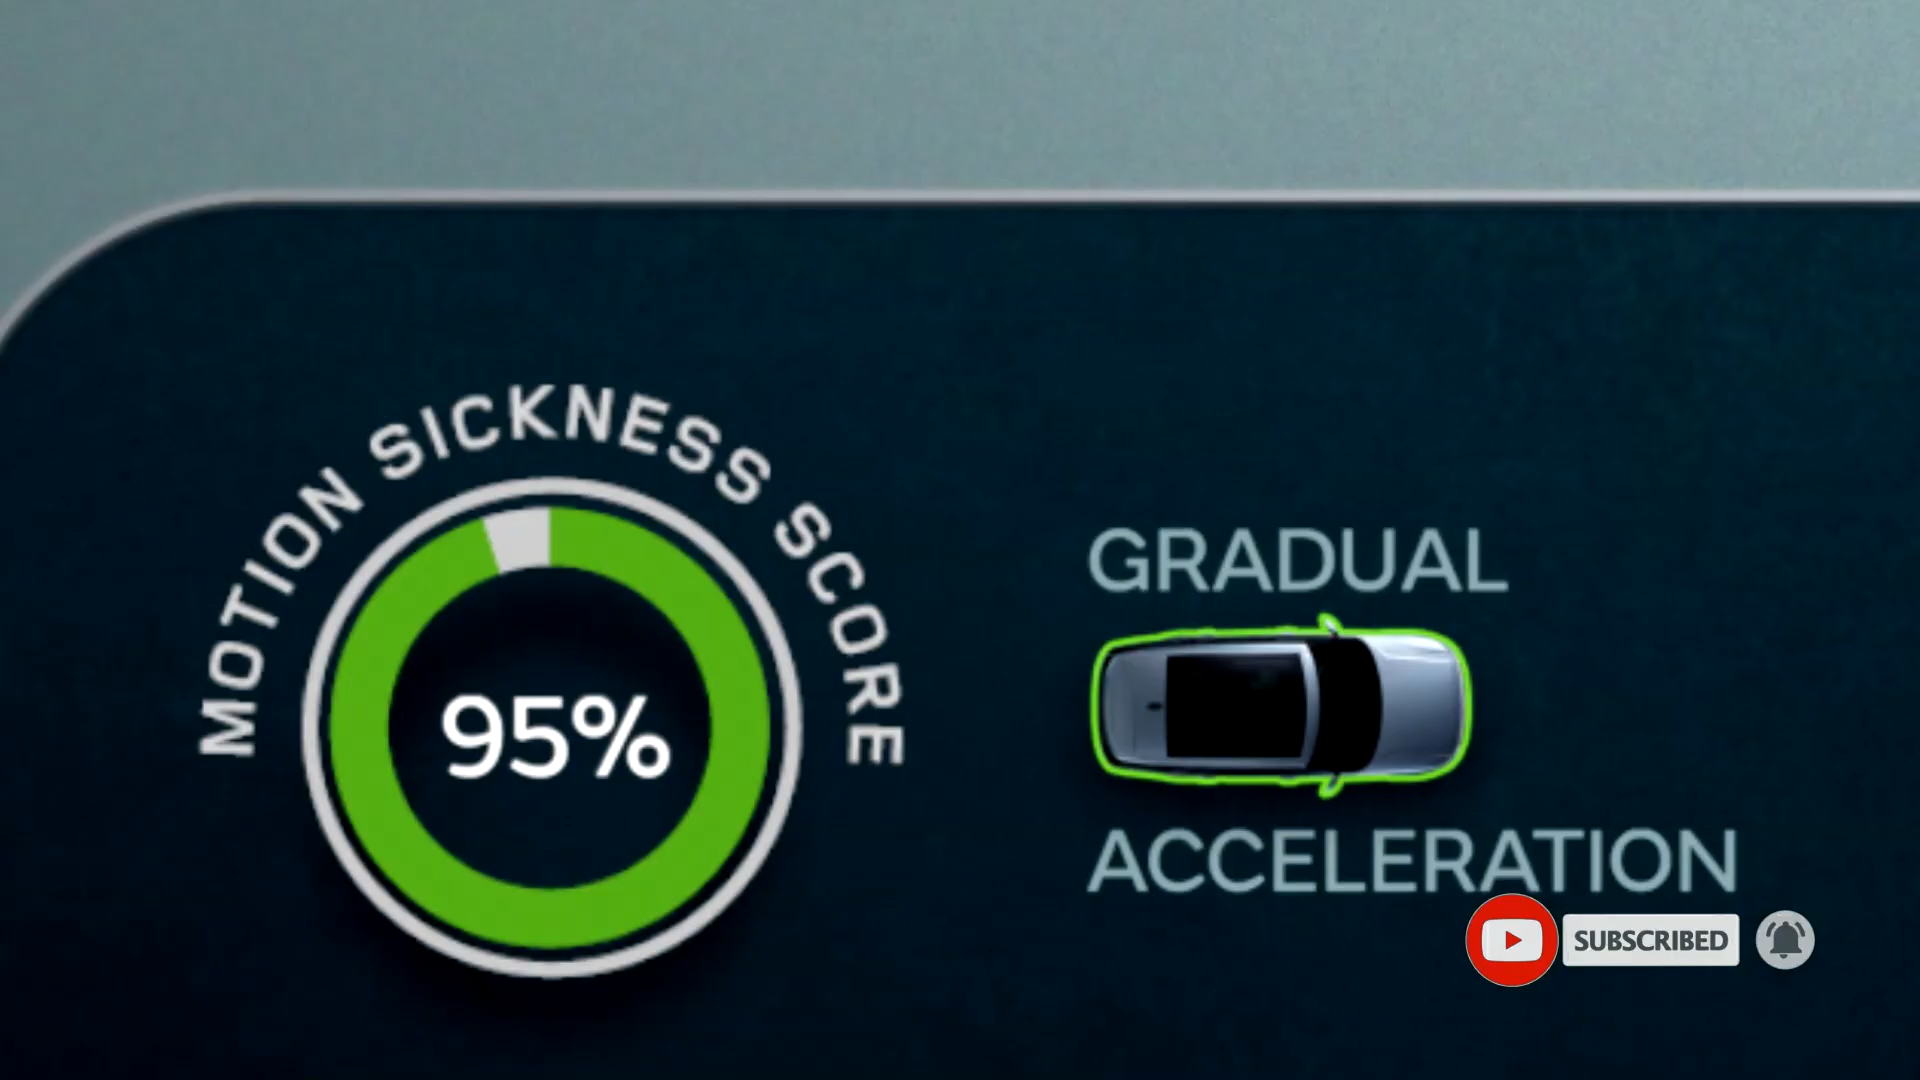 MOTION SICKNESS SCORE
95%
GRADUAL
ACCELERATION
SUBSCRIBED